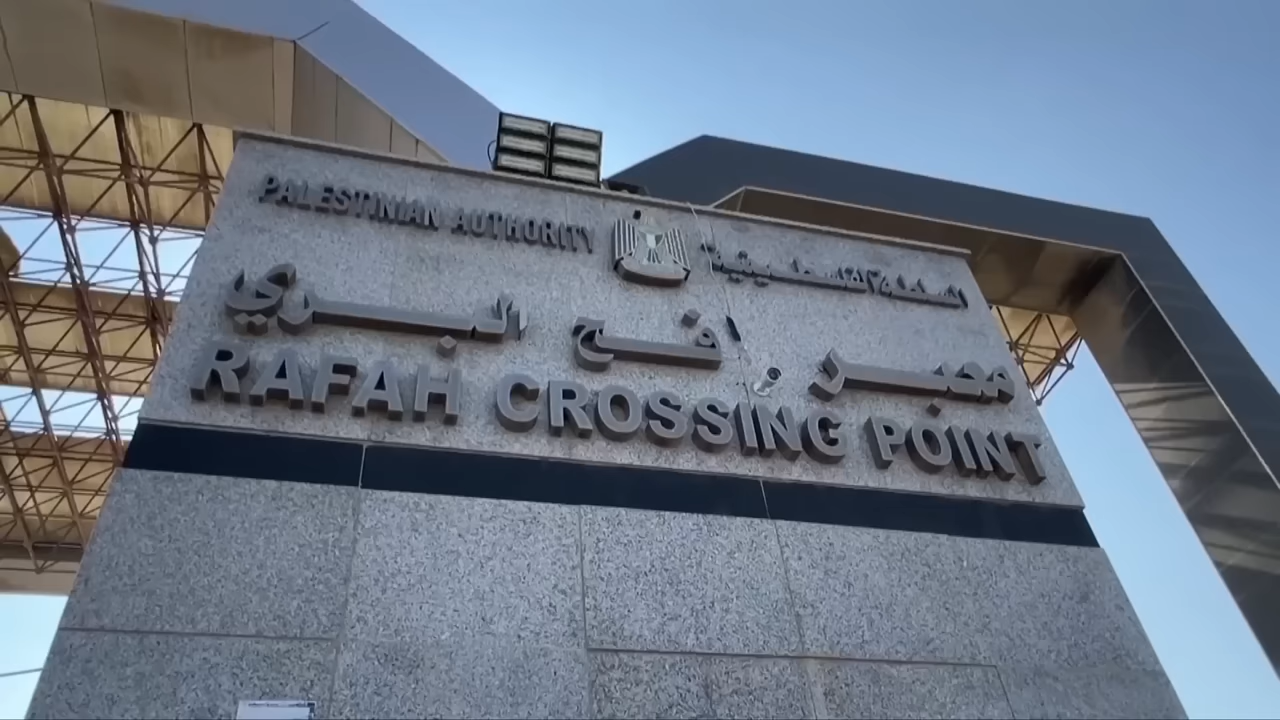 PALESTINIAN AUTHORITY السلطة الفلسطينية
معبر رفح البري
RAFAH CROSSING POINT